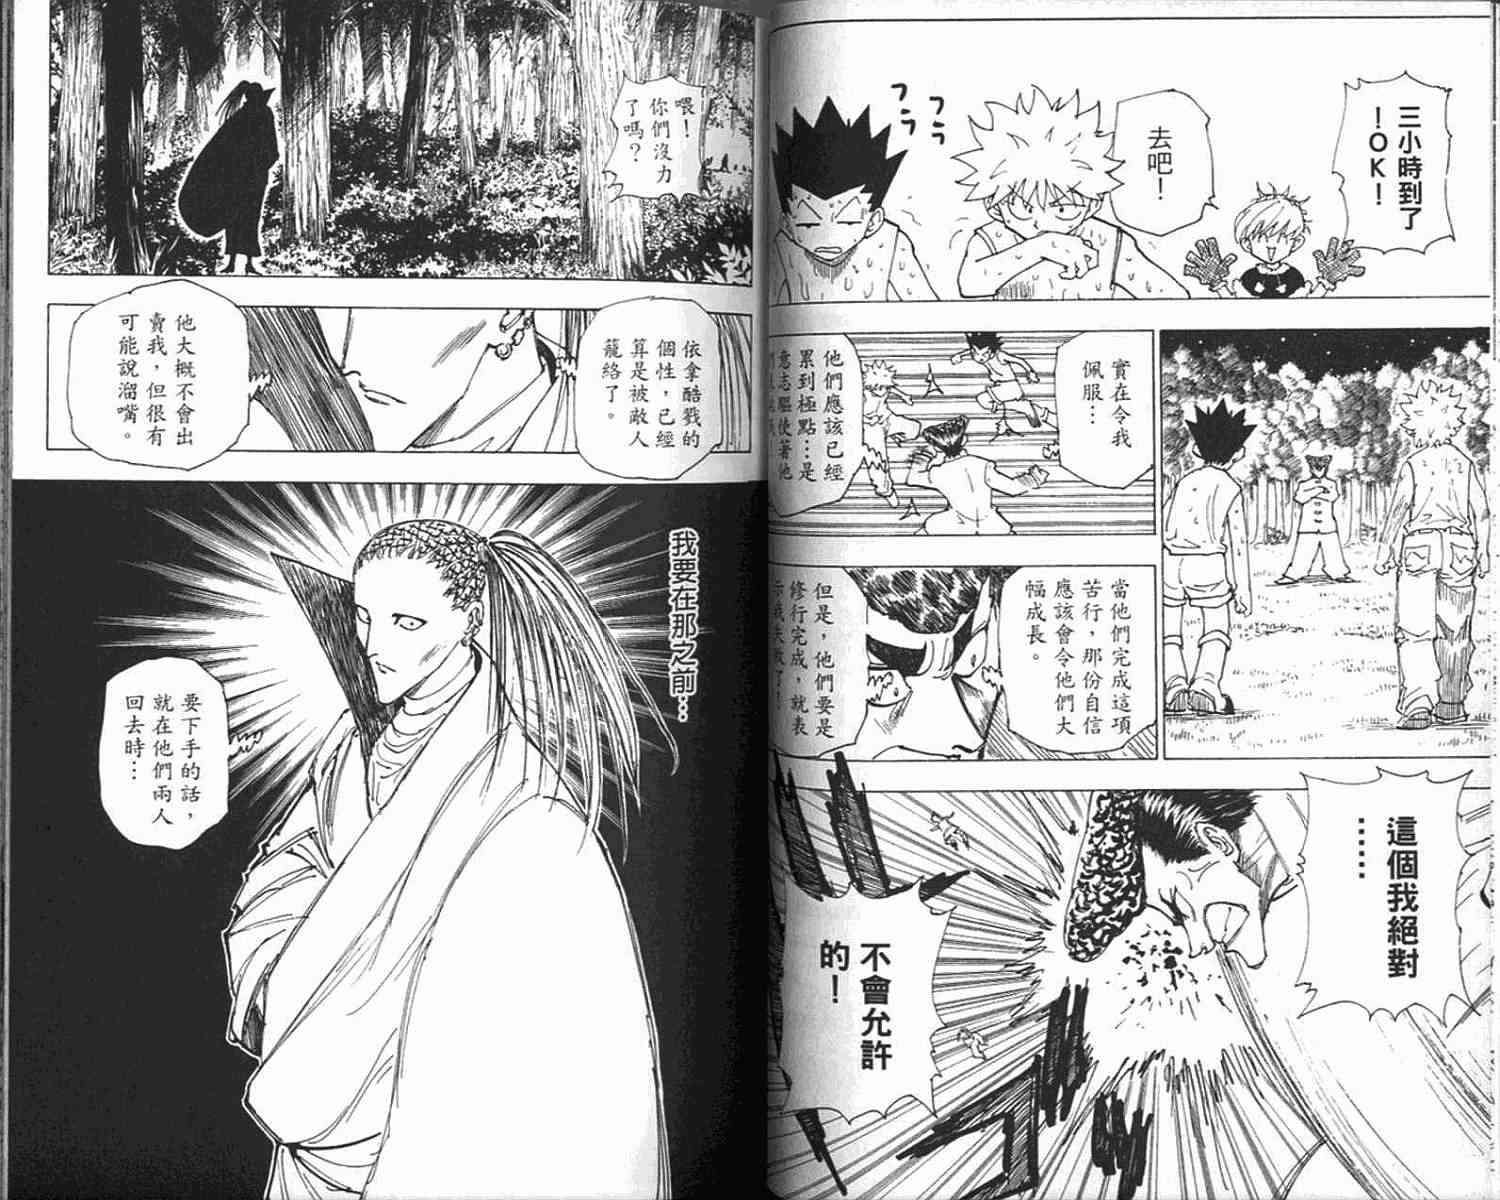 三小時到了
!OK!
去吧!
フラ
フラ
實在令我
佩服…
他們應該已經
累到極點…是
意志驅使著他
當他們完成這項
苦行,那份自信
應該會令他們大
幅成長。
但是,他們要是
修行完成,就表
示我失敗了!
這個我絕對
……
不會允許
的!
喂!
你們沒力
了嗎?
依拿酷戮的
個性,已經
算是被敵人
籠絡了。
他大概不會出
賣我,但很有
可能說溜嘴。
我要在那之前…
要下手的話,
就在他們兩人
回去時…